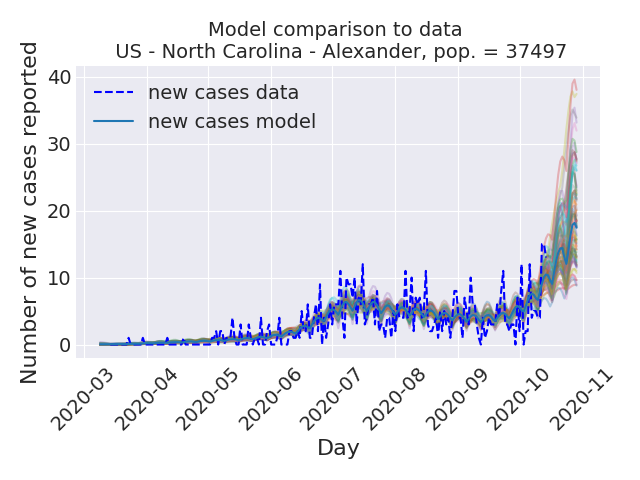 Model comparison to data
US - North Carolina - Alexander, pop. = 37497
Number of new cases reported
40
30
20
10
0
new cases data
new cases model
2020-03
2020-04
2020-05
2020-06
2020-07
2020-08
2020-09
2020-10
2020-11
Day